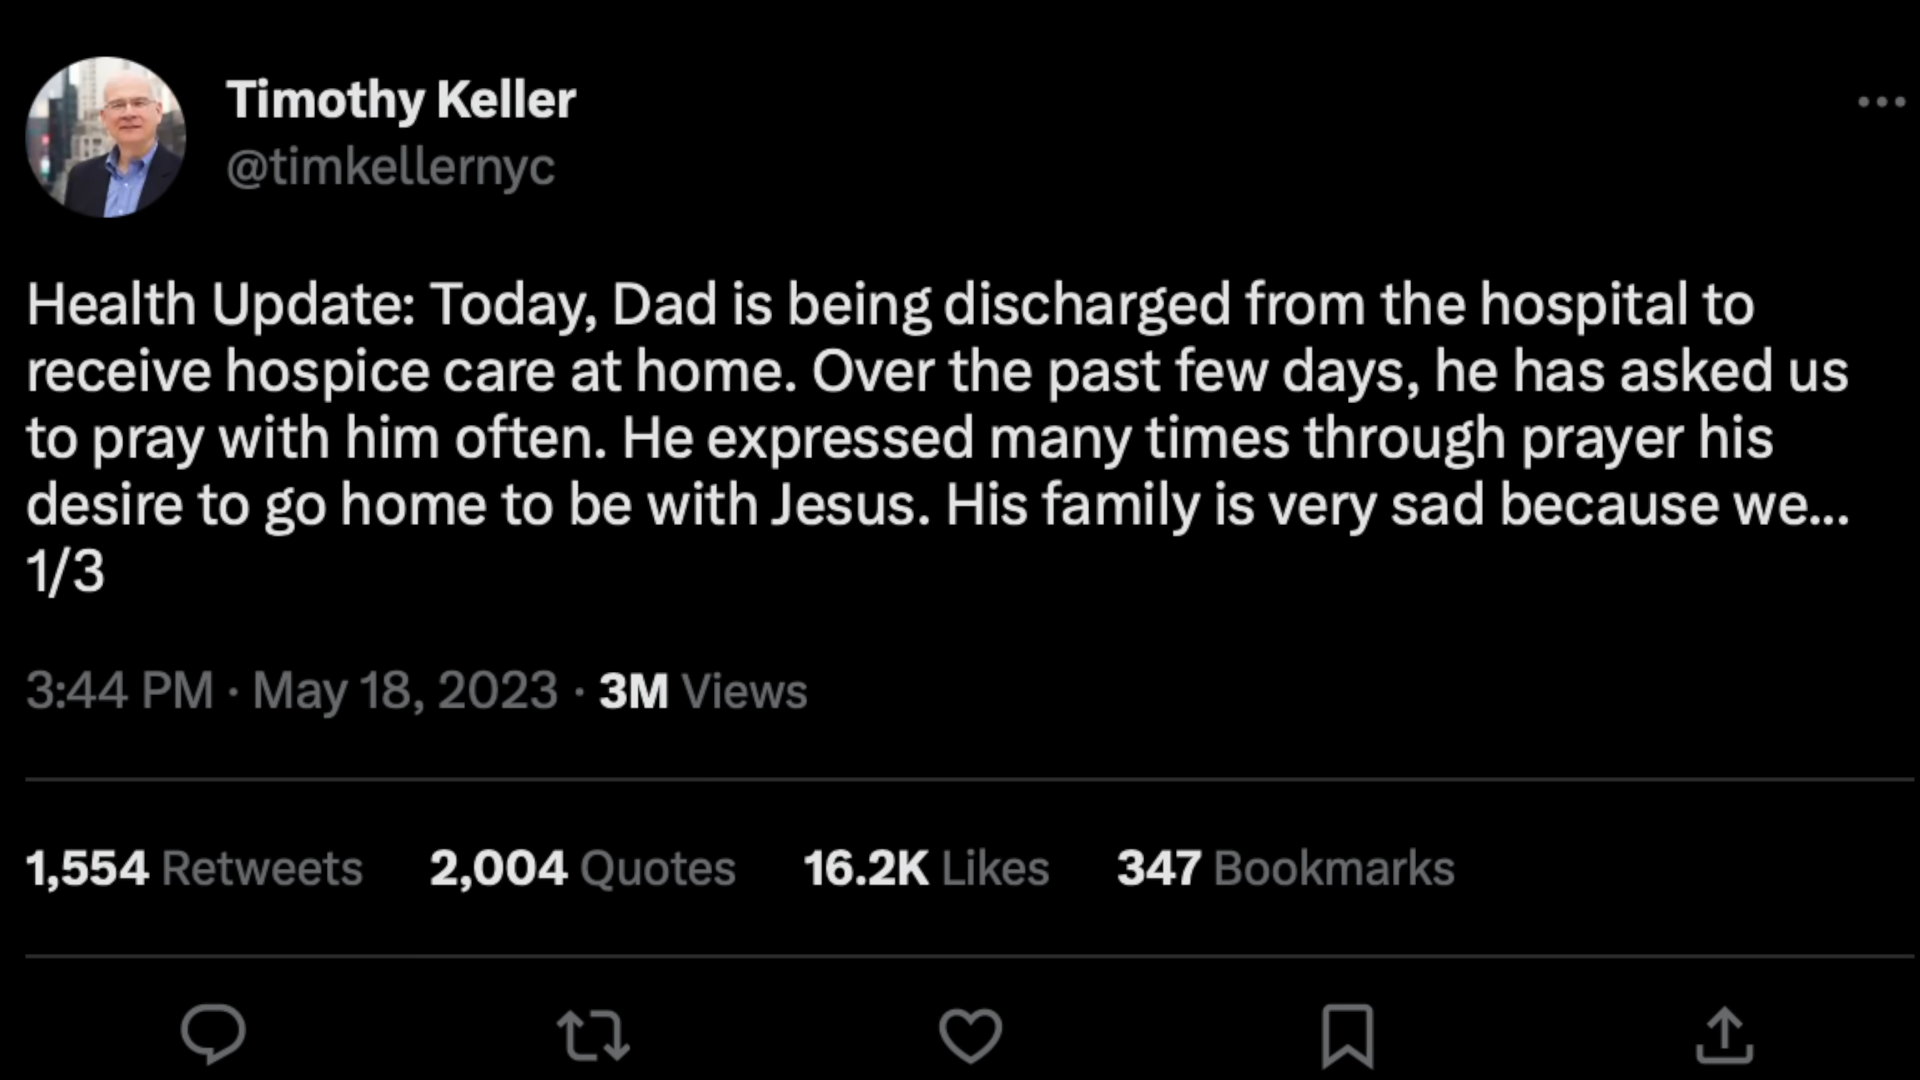 Timothy Keller
@timkellernyc
Health Update: Today, Dad is being discharged from the hospital to
receive hospice care at home. Over the past few days, he has asked us
to pray with him often. He expressed many times through prayer his
desire to go home to be with Jesus. His family is very sad because we...
1/3
3:44 PM · May 18, 2023 · 3M Views
1,554 Retweets 2,004 Quotes 16.2K Likes 347 Bookmarks